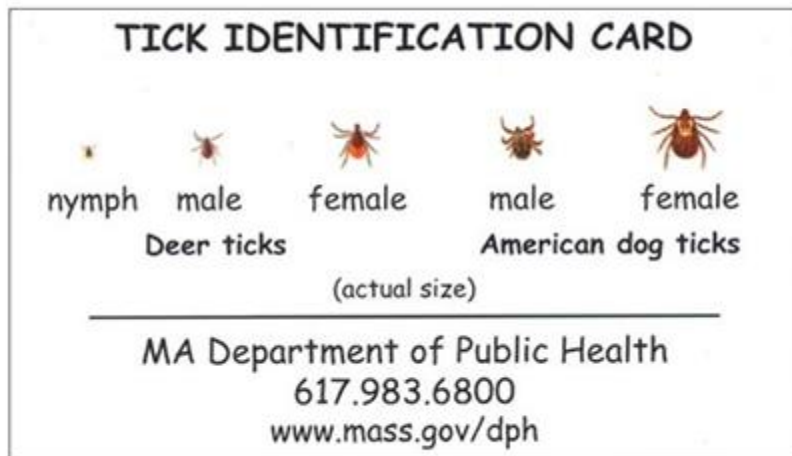 TICK IDENTIFICATION CARD
nymph male female male female
Deer ticks American dog ticks
(actual size)
MA Department of Public Health
617.983.6800
www.mass.gov/dph